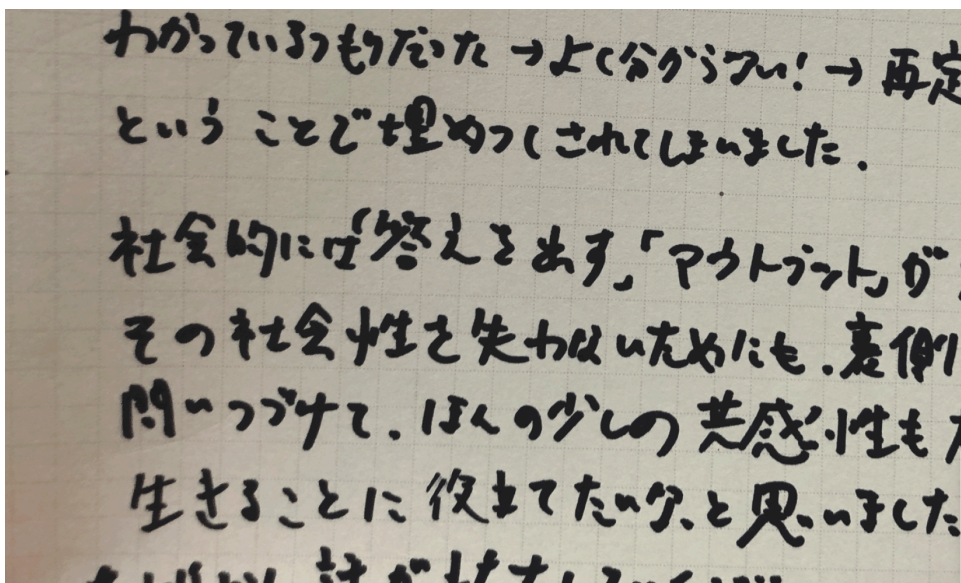 わかっているつもりだった→よく分からない!→再定
ということで埋めつくされてしまいました.
社会的には「答えを出す」「アウトプット」が
その社会性を失わないためにも.裏側
問いつづけて.ほんの少しの共感性も
生きることに役立てたいな、と思いました